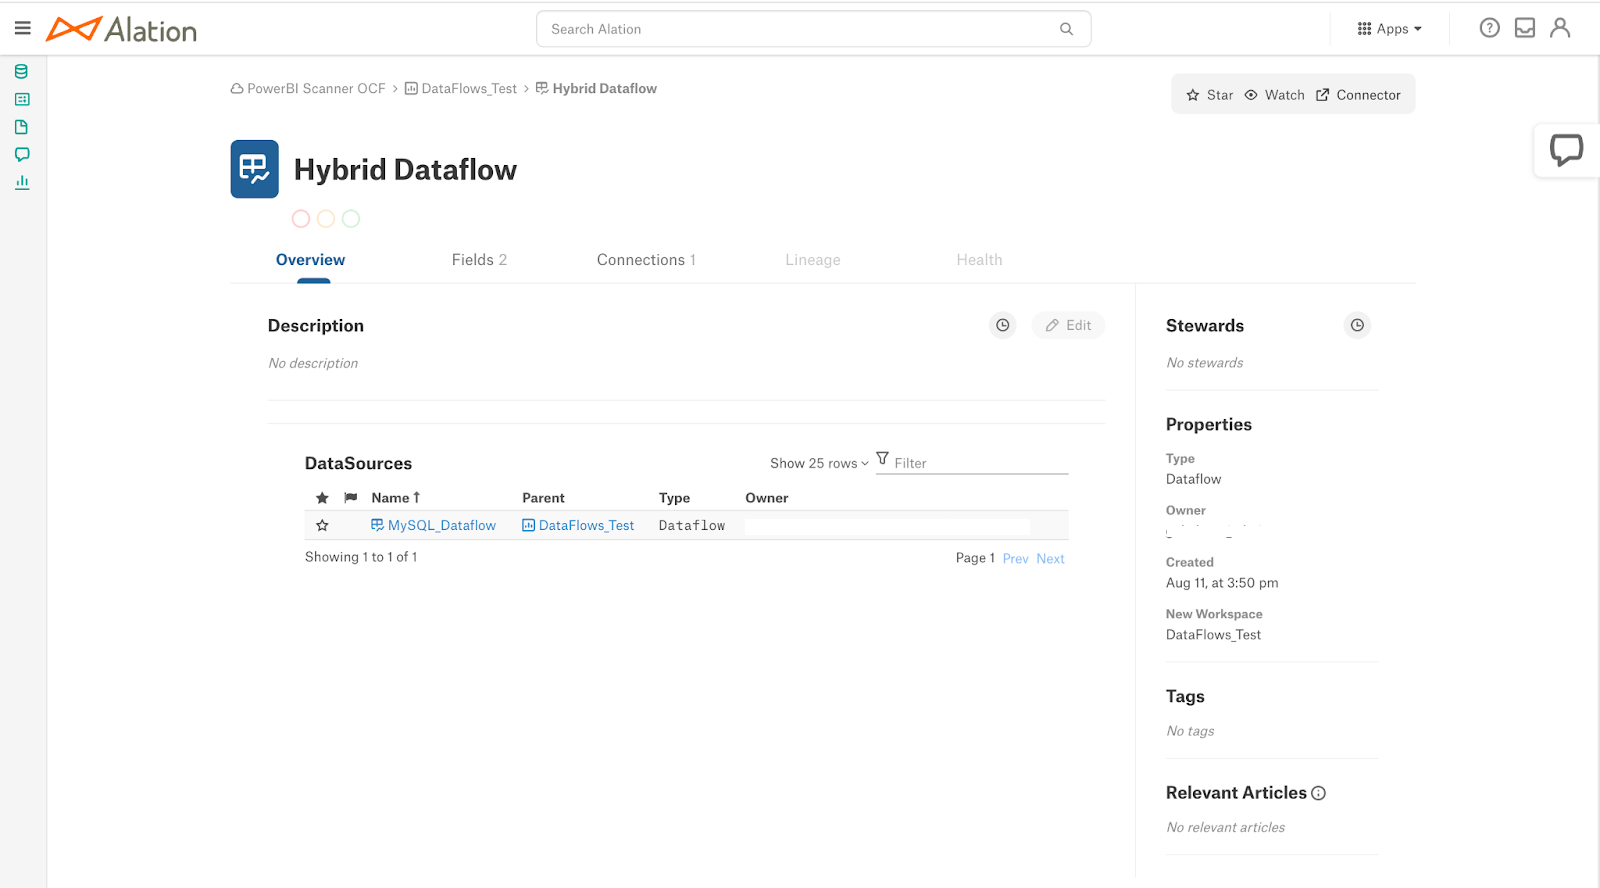 Alation
Search Alation
Apps
PowerBI Scanner OCF > DataFlows_Test > Hybrid Dataflow
Star Watch Connector
Hybrid Dataflow
Overview Fields 2 Connections 1 Lineage Health
Description
Edit
No description
DataSources
Show 25 rows
Filter
Name ↑ Parent Type Owner
MySQL_Dataflow DataFlows_Test Dataflow
Showing 1 to 1 of 1
Page 1 Prev Next
Stewards
No stewards
Properties
Type
Dataflow
Owner
Created
Aug 11, at 3:50 pm
New Workspace
DataFlows_Test
Tags
No tags
Relevant Articles
No relevant articles